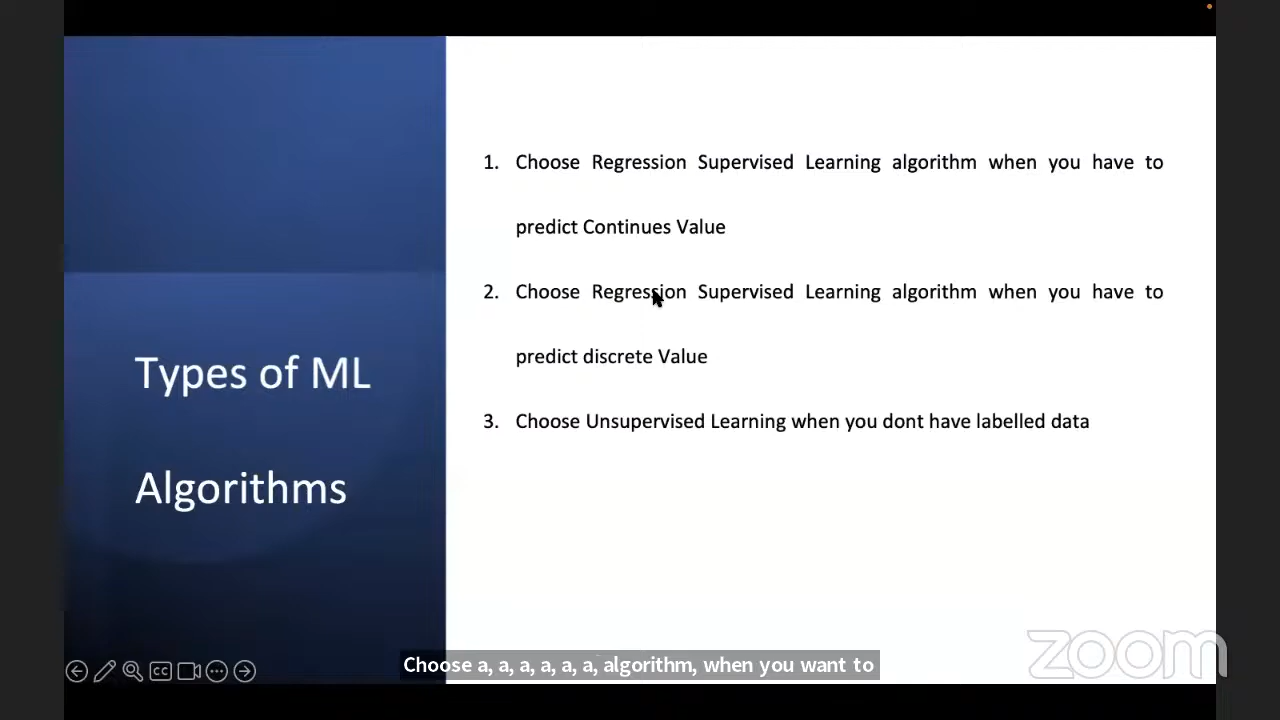 1. Choose Regression Supervised Learning algorithm when you have to
predict Continues Value
2. Choose Regression Supervised Learning algorithm when you have to
predict discrete Value
3. Choose Unsupervised Learning when you dont have labelled data
Types of ML
Algorithms
CC
Choose a, a, a, a, a, a, algorithm, when you want to
zoom